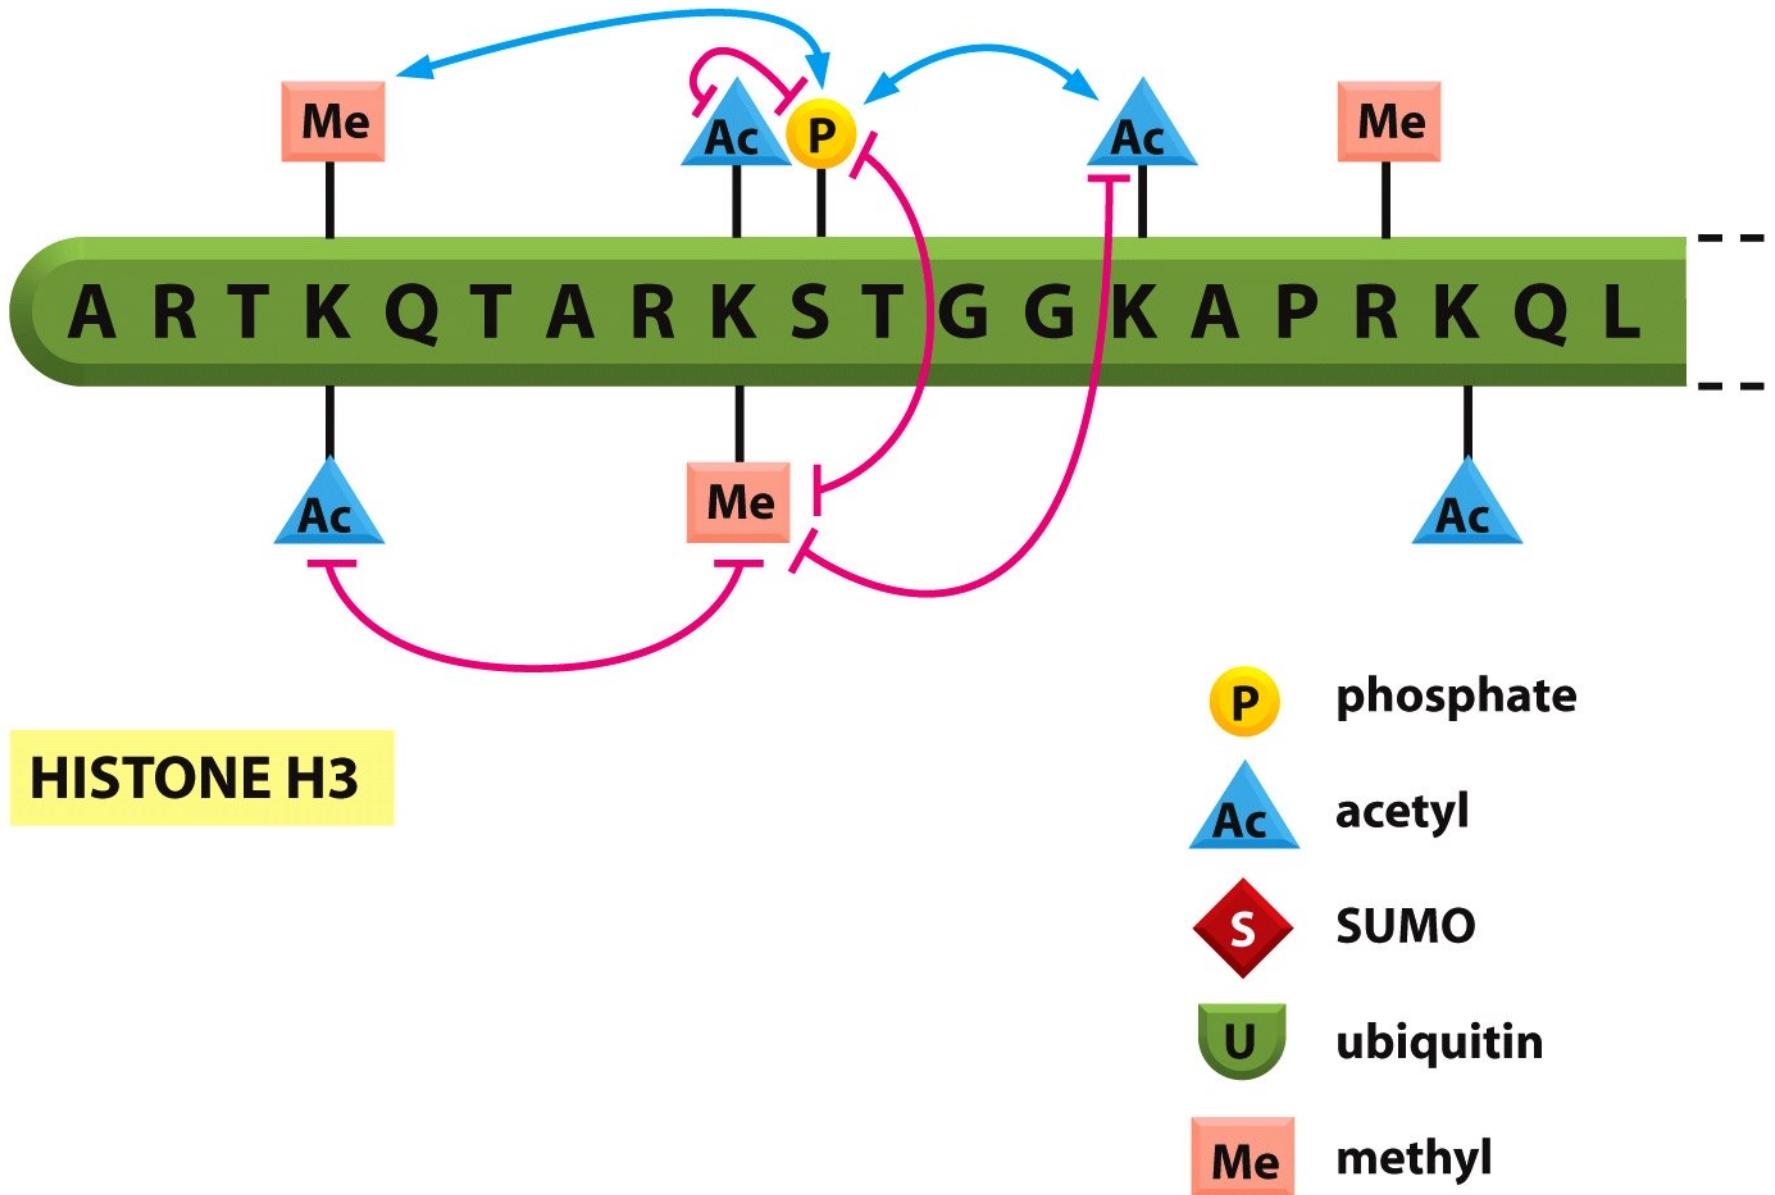 Me Ac P Ac Me
A R T K Q T A R K S T G G K A P R K Q L
Ac Me Ac
HISTONE H3
P phosphate
Ac acetyl
S SUMO
U ubiquitin
Me methyl